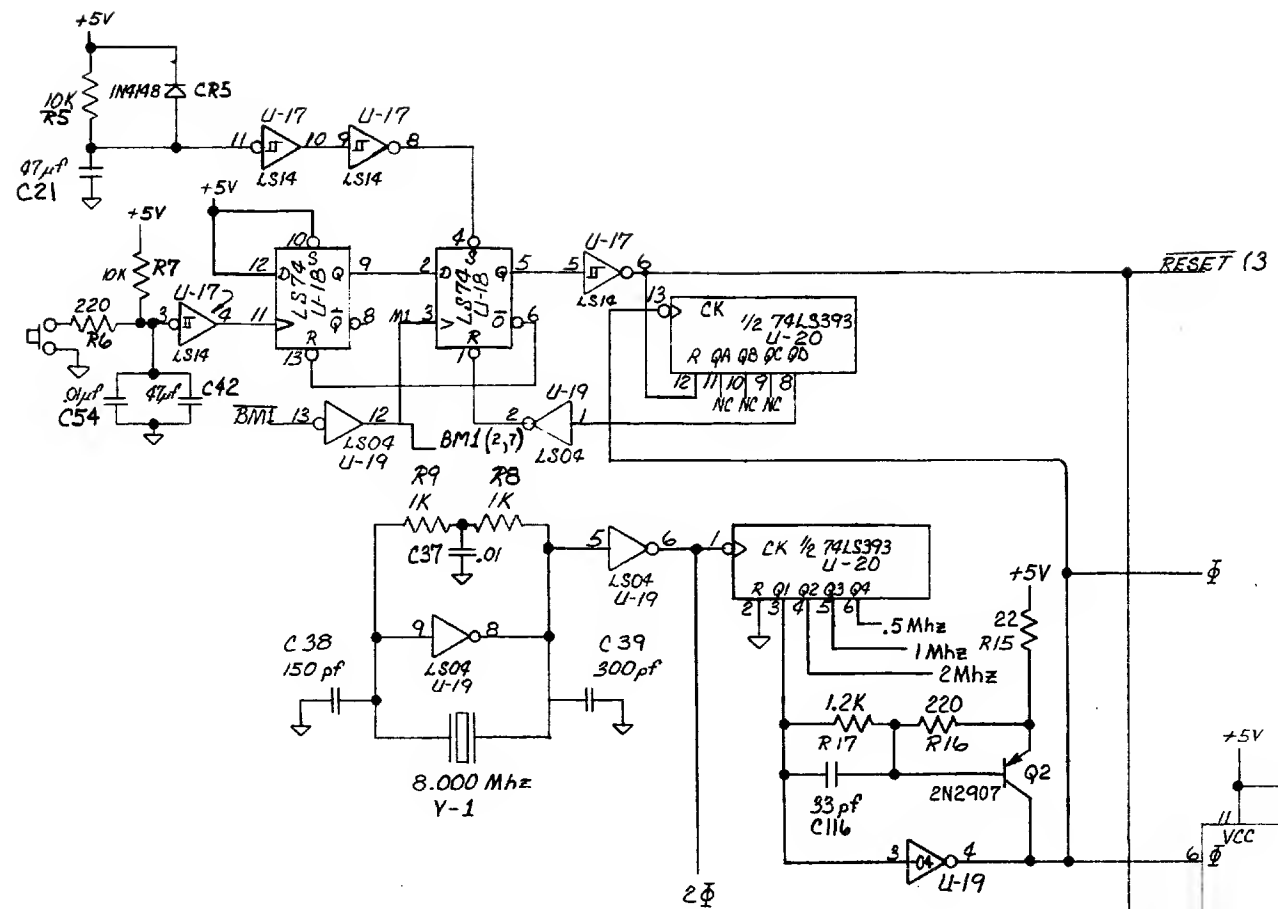 +5V
10K
R5
1N4148
CR5
47µf
C21
U-17
11
10
LS14
U-17
9
8
LS14
+5V
+5V
10K
R7
220
R6
U-17
3
4
LS14
.01µf
C54
47µf
C42
10
12
D
S
Q
9
LS74
U-18
11
Q
8
R
13
4
2
D
S
Q
5
LS74
U-18
M1
3
Q
6
R
1
U-17
5
6
LS14
RESET (3
13
CK
1/2 74LS393
U-20
R QA QB QC QD
12 11 10 9 8
NC NC NC
BM1
13
12
LS04
U-19
BM1 (2,7)
U-19
2
1
LS04
R9
1K
R8
1K
C37
.01
5
6
LS04
U-19
9
8
LS04
U-19
C 38
150 pf
C 39
300pf
8.000 Mhz
Y-1
1
CK 1/2 74LS393
U-20
R Q1 Q2 Q3 Q4
2 3 4 5 6
.5 Mhz
1Mhz
2Mhz
+5V
22
R15
1.2K
R17
220
R16
33 pf
C116
2N2907
Q2
3
04
4
U-19
2Φ
Φ
+5V
11
VCC
6
Φ